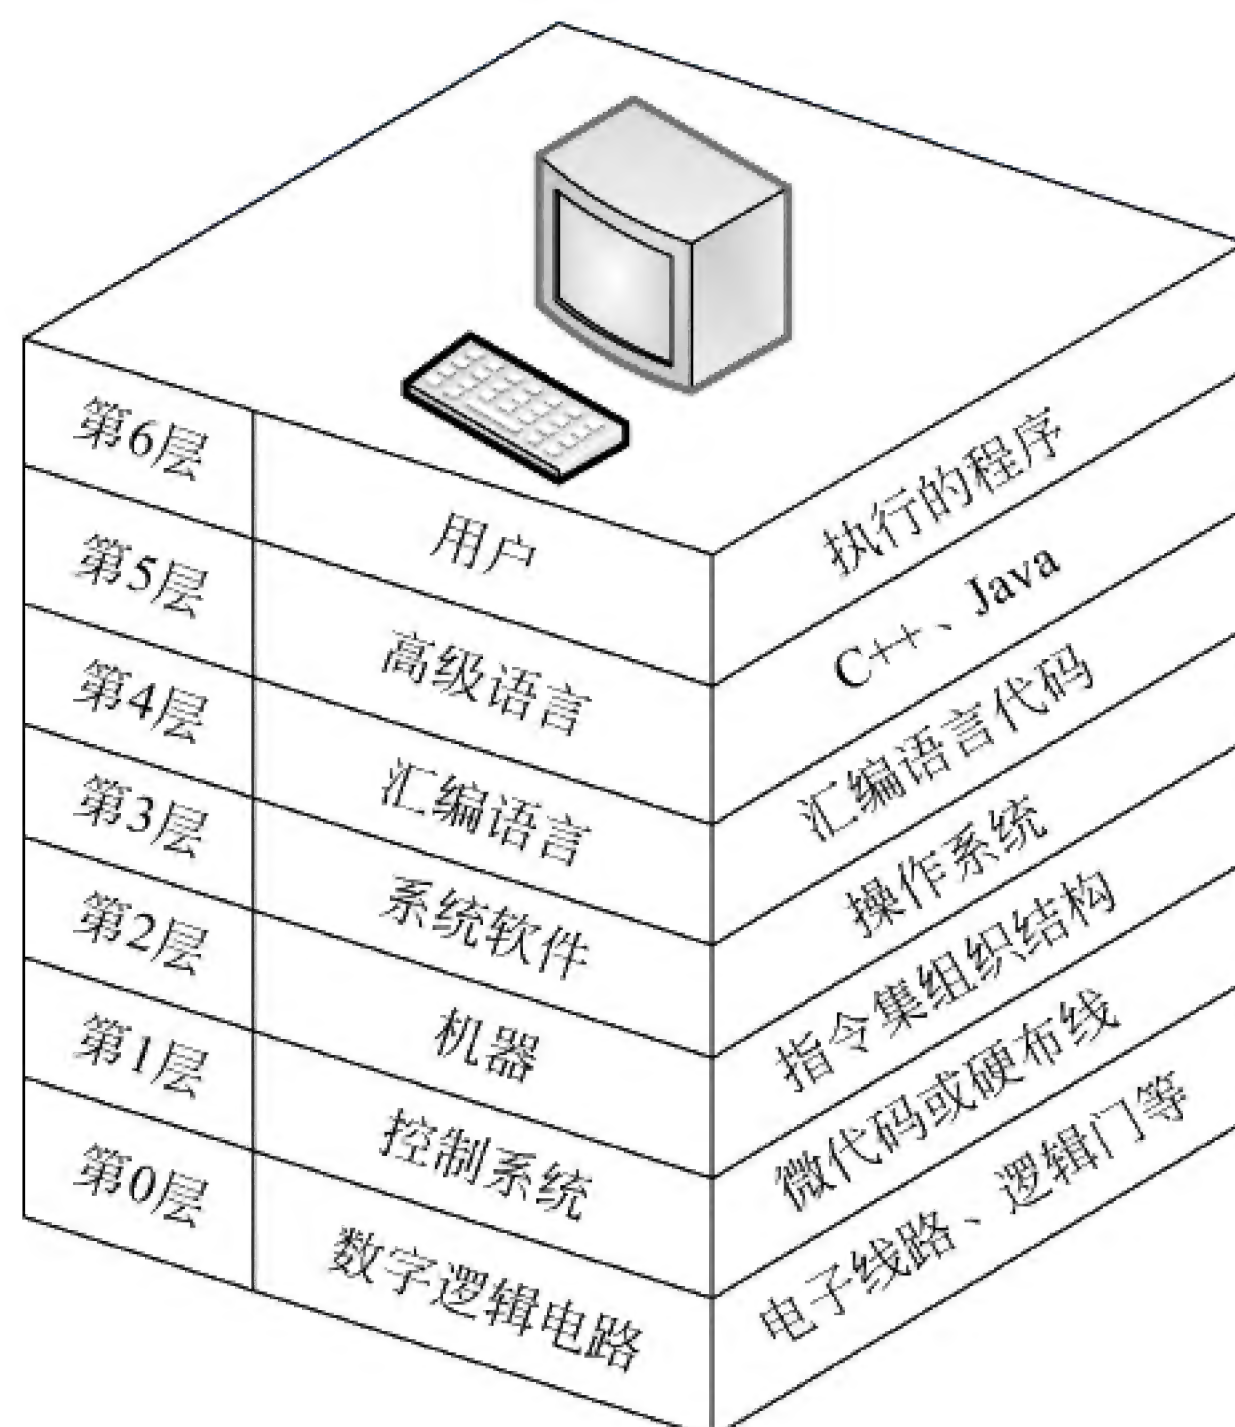 第6层
用户
执行的程序
第5层
高级语言
C++、Java
第4层
汇编语言
汇编语言代码
第3层
系统软件
操作系统
第2层
机器
指令集组织结构
第1层
控制系统
微代码或硬布线
第0层
数字逻辑电路
电子线路、逻辑门等